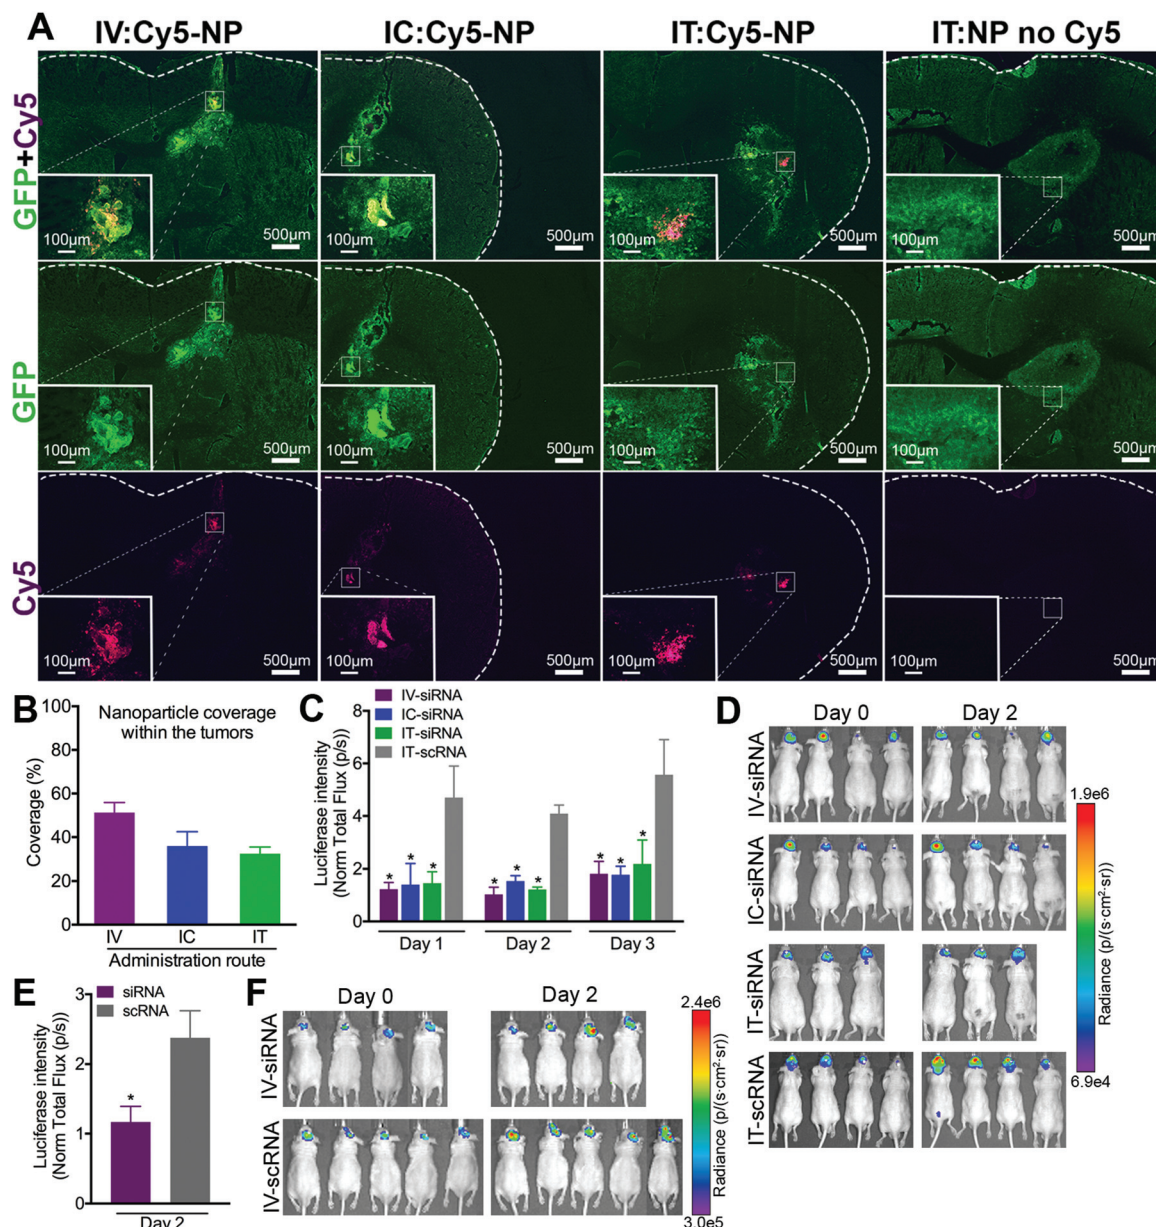 A
IV:Cy5-NP
IC:Cy5-NP
IT:Cy5-NP
IT:NP no Cy5
GFP+Cy5
100µm
500µm
100µm
500µm
100µm
500µm
100µm
500µm
GFP
100µm
500µm
100µm
500µm
100µm
500µm
100µm
500µm
Cy5
100µm
500µm
100µm
500µm
100µm
500µm
100µm
500µm
B
Nanoparticle coverage
within the tumors
Coverage (%)
100
80
60
40
20
0
IV
IC
IT
Administration route
C
IV-siRNA
IC-siRNA
IT-siRNA
IT-scRNA
Luciferase intensity
(Norm Total Flux (p/s))
8
6
4
2
0
* * *
* * *
* * *
Day 1
Day 2
Day 3
D
Day 0
Day 2
IV-siRNA
IC-siRNA
IT-siRNA
IT-scRNA
1.9e6
Radiance (p/(s·cm²·sr))
6.9e4
E
siRNA
scRNA
Luciferase intensity
(Norm Total Flux (p/s))
3
2
1
0
*
Day 2
F
Day 0
Day 2
IV-siRNA
IV-scRNA
2.4e6
Radiance (p/(s·cm²·sr))
3.0e5